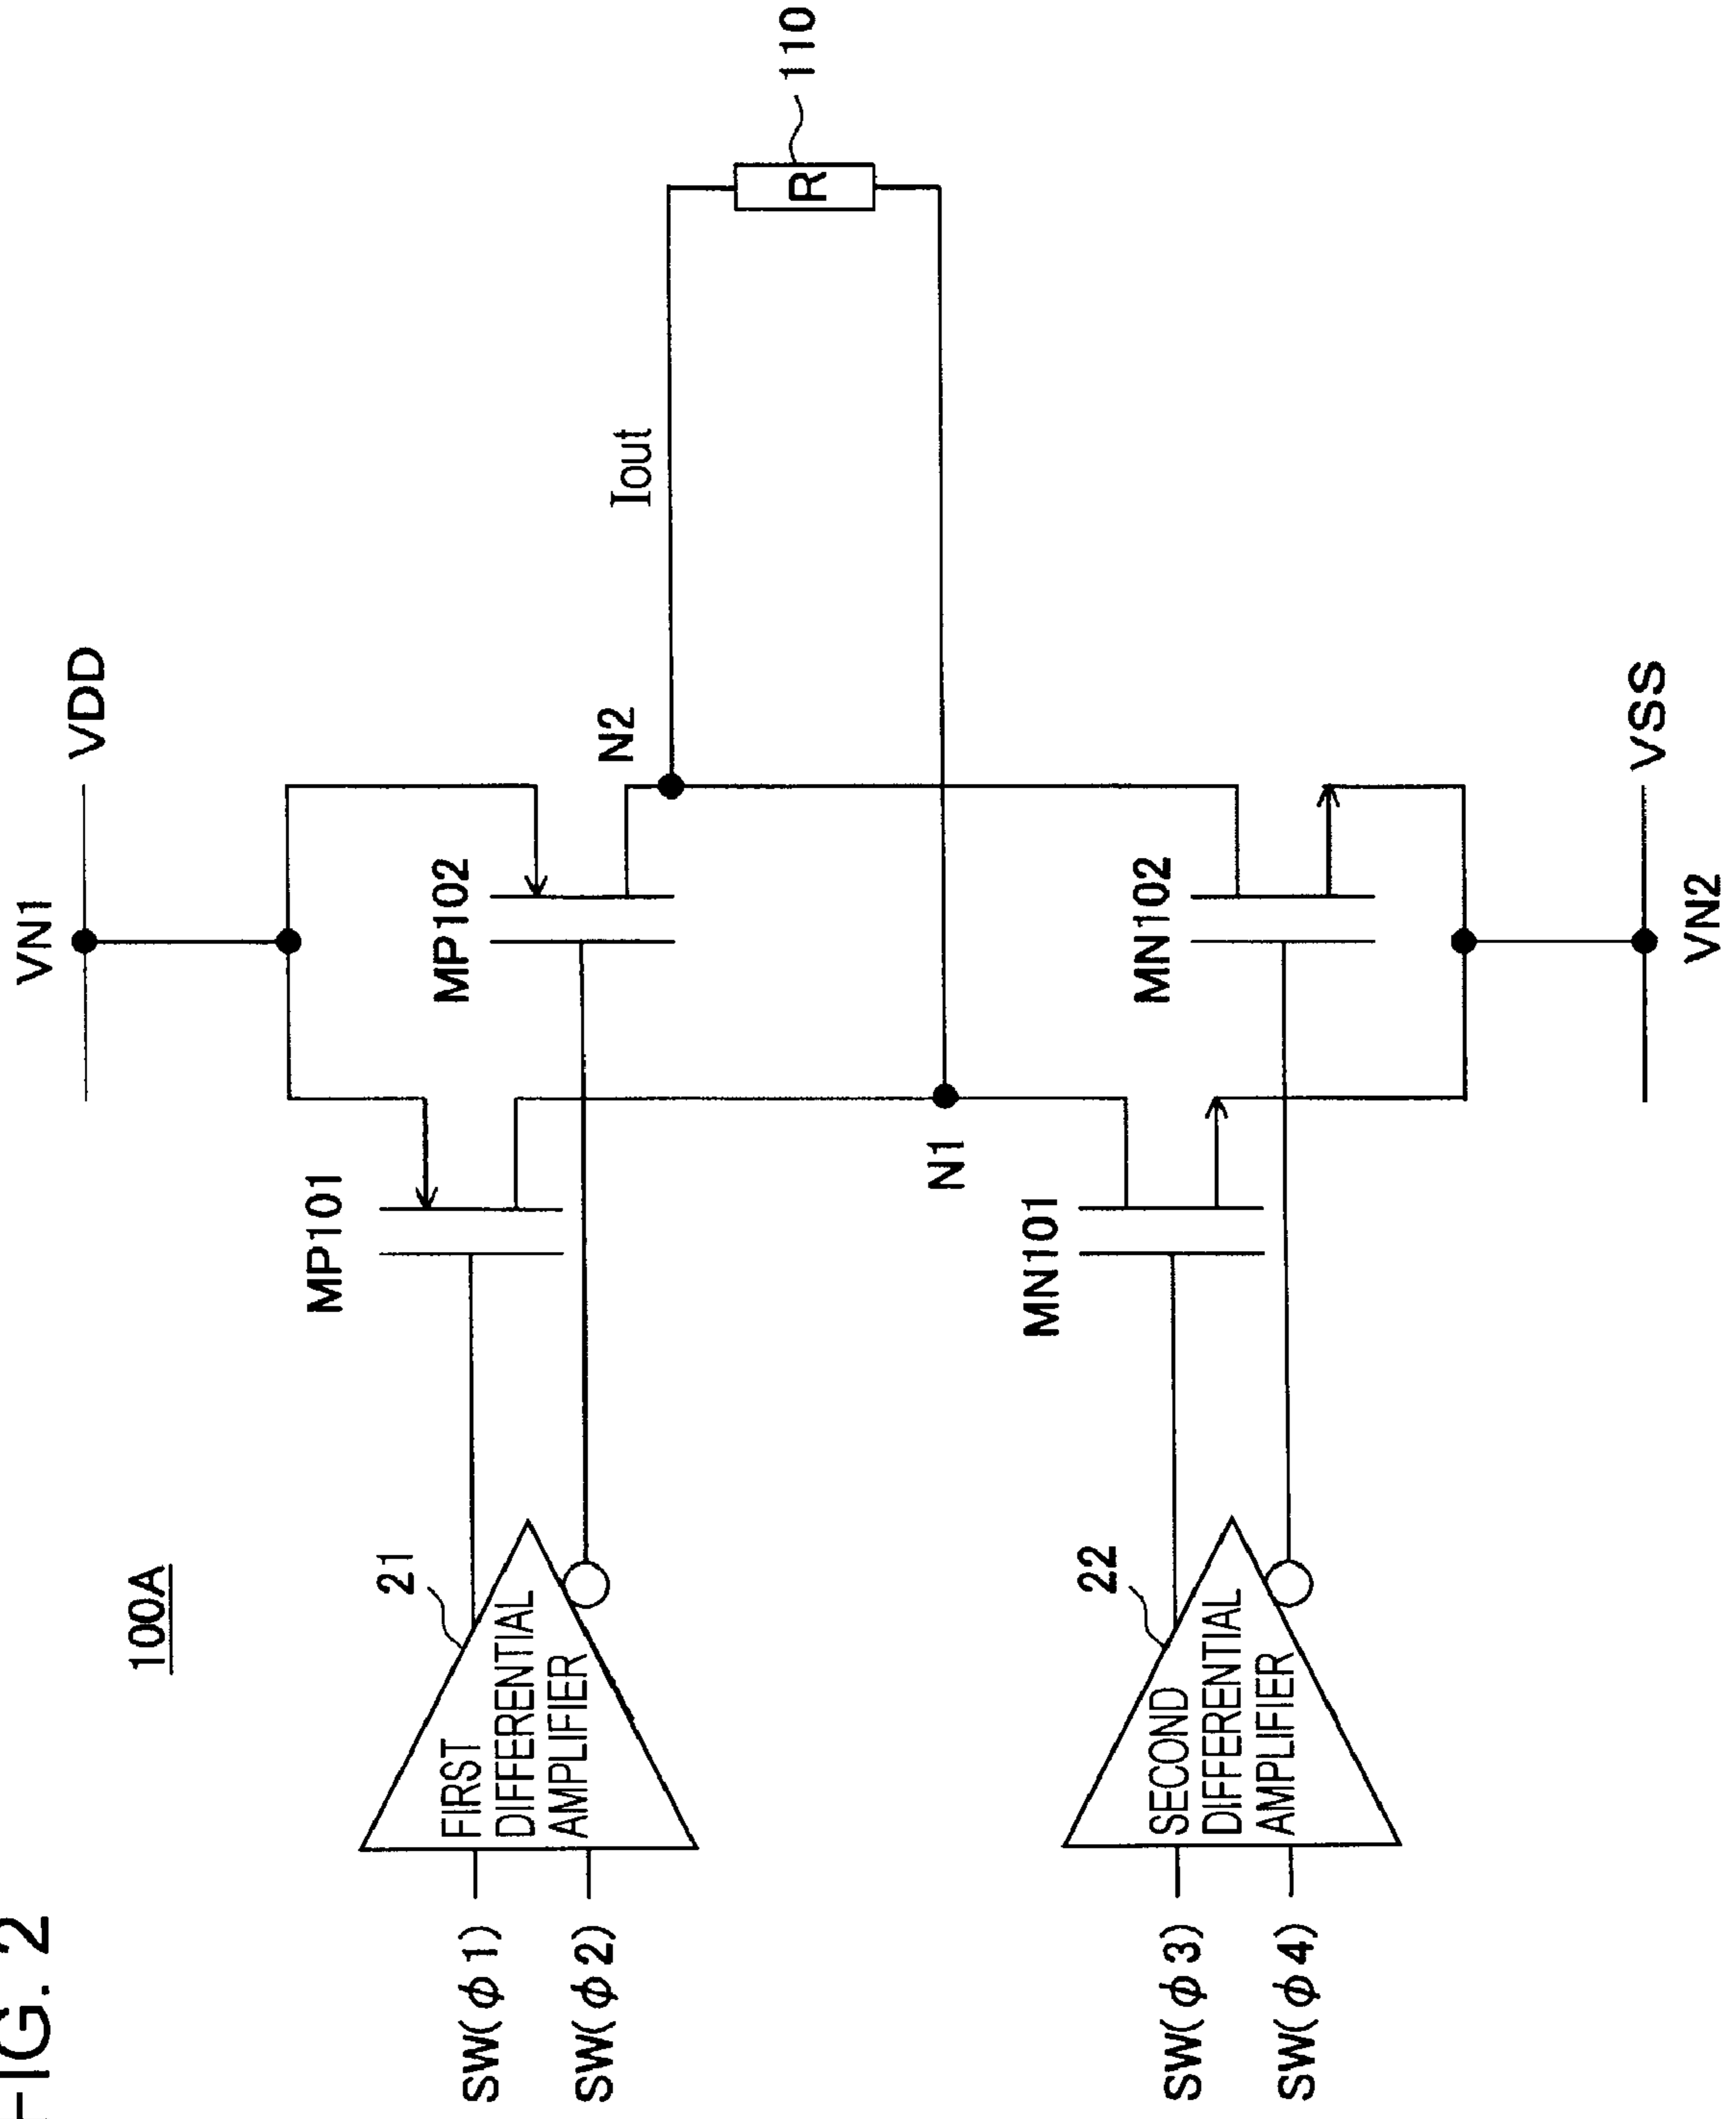 FIG. 2
100A
VN1
VDD
MP101
MP102
N2
Iout
R
110
21
FIRST
DIFFERENTIAL
AMPLIFIER
SW(φ1)
SW(φ2)
N1
MN101
MN102
22
SECOND
DIFFERENTIAL
AMPLIFIER
SW(φ3)
SW(φ4)
VSS
VN2